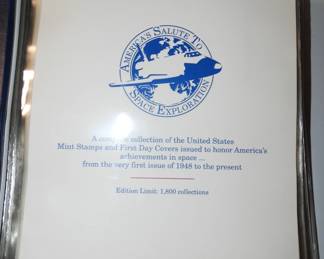 AMERICA'S SALUTE TO
SPACE EXPLORATION
A complete collection of the United States
Mint Stamps and First Day Covers issued to honor America's
achievements in space ...
from the very first issue of 1948 to the present
Edition Limit: 1,800 collections